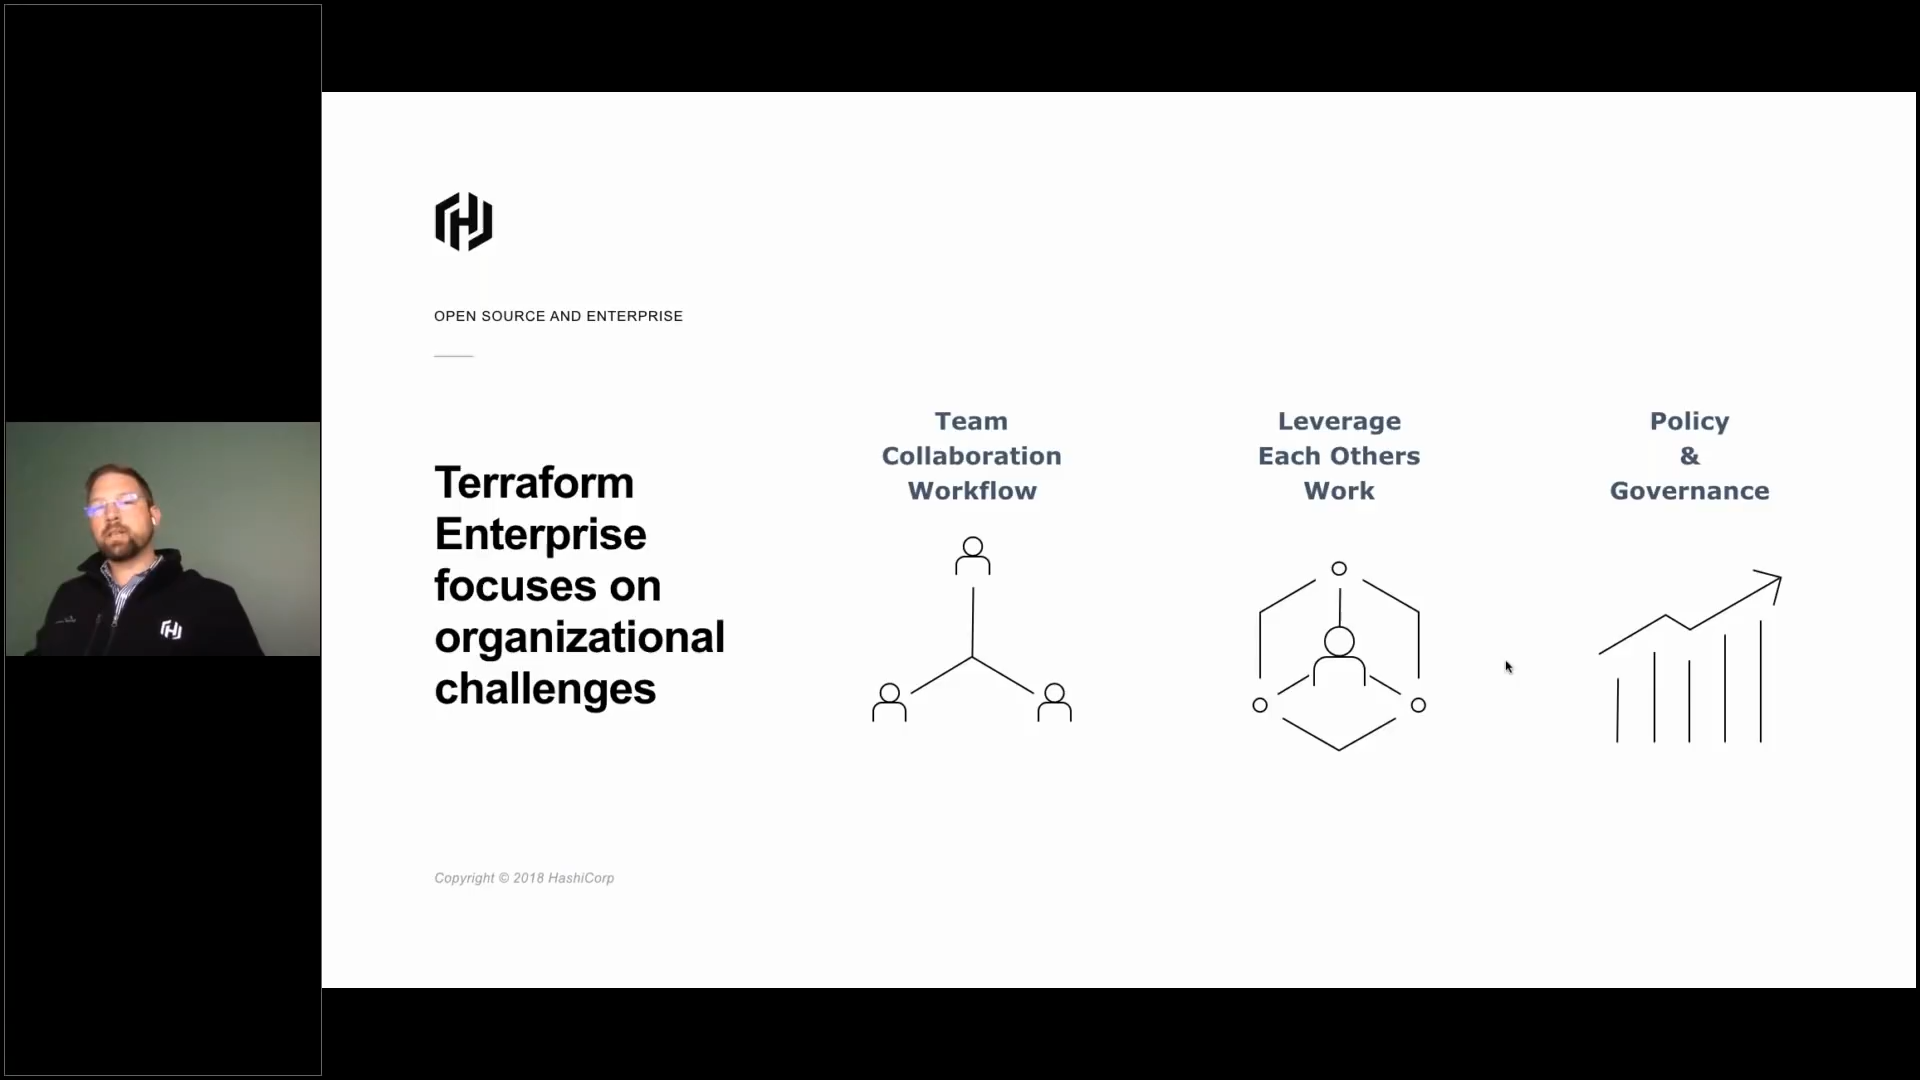 OPEN SOURCE AND ENTERPRISE
Terraform
Enterprise
focuses on
organizational
challenges
Team
Collaboration
Workflow
Leverage
Each Others
Work
Policy
&
Governance
Copyright © 2018 HashiCorp